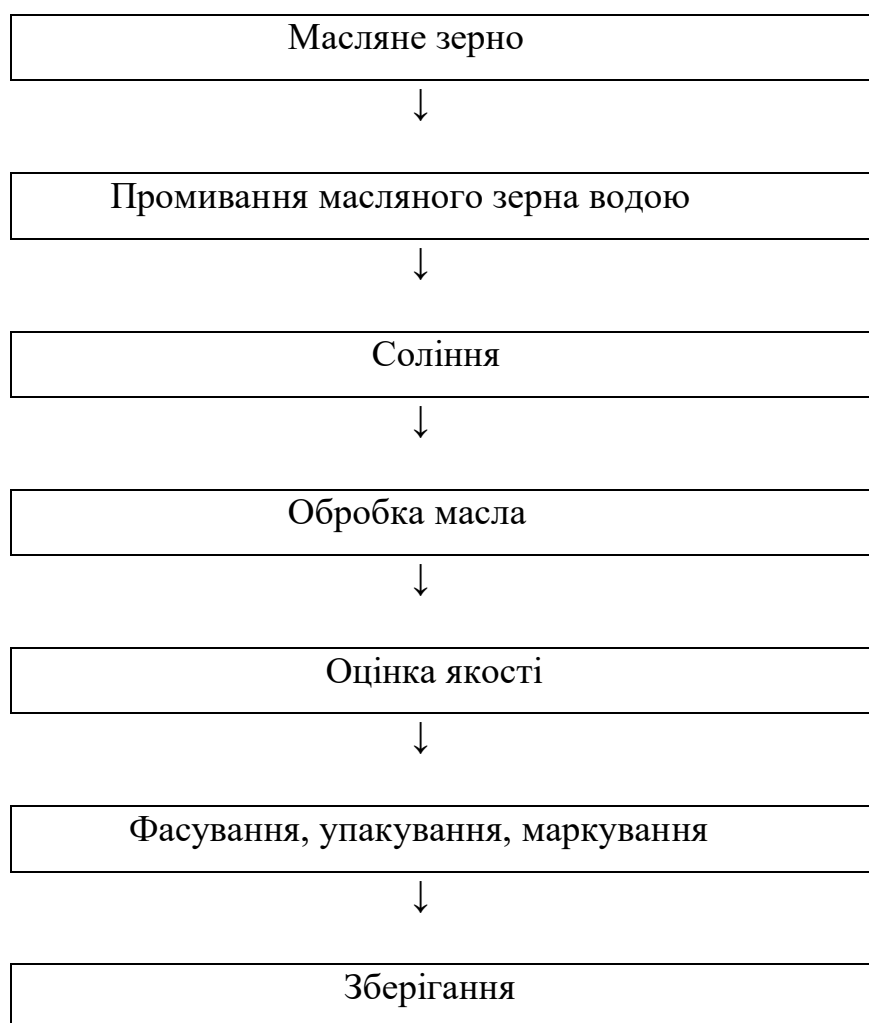 Масляне зерно
↓
Промивання масляного зерна водою
↓
Соління
↓
Обробка масла
↓
Оцінка якості
↓
Фасування, упакування, маркування
↓
Зберігання